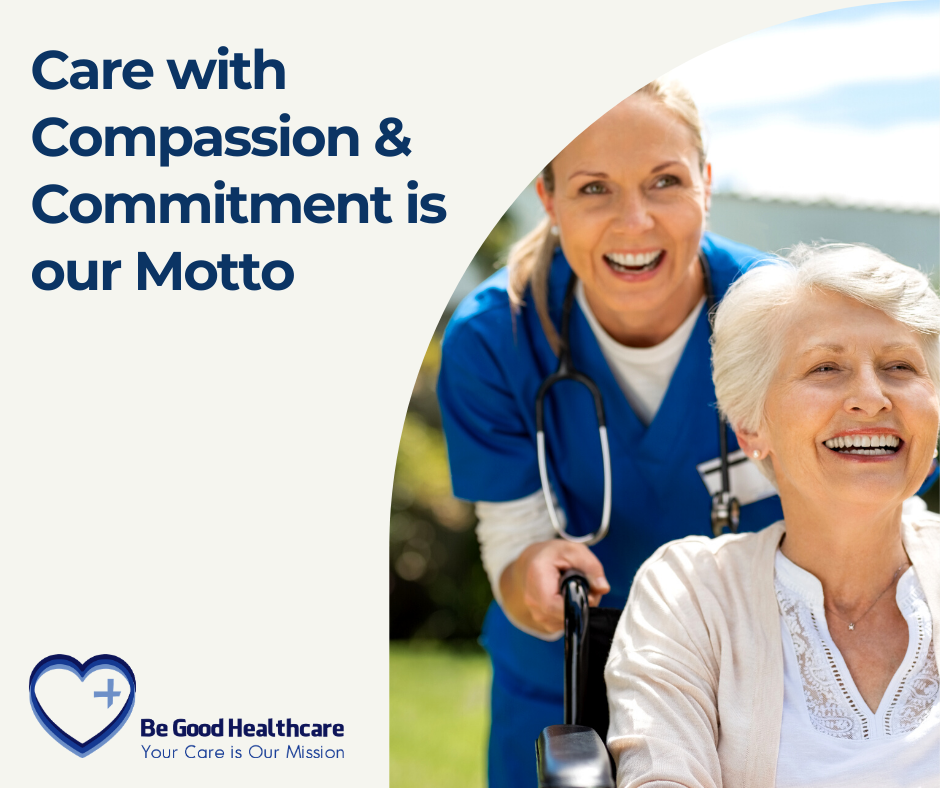 Care with
Compassion &
Commitment is
our Motto
Be Good Healthcare
Your Care is Our Mission